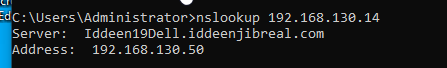 C:\Users\Administrator>nslookup 192.168.130.14
Server:  Iddeen19Dell.iddeenjibreal.com
Address:  192.168.130.50